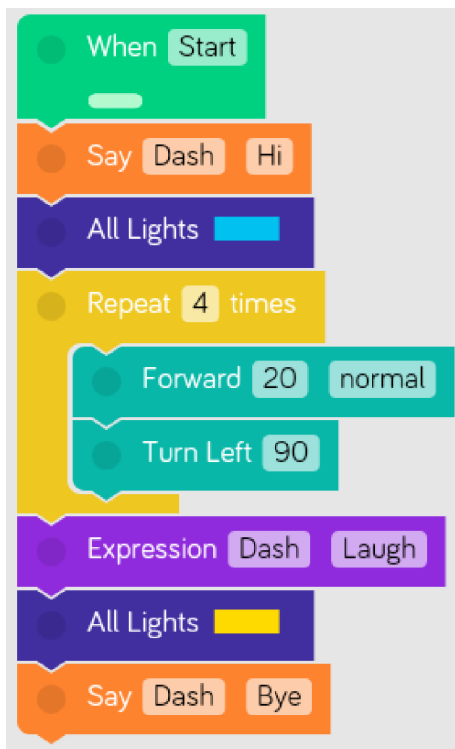 When Start
Say Dash Hi
All Lights
Repeat 4 times
Forward 20 normal
Turn Left 90
Expression Dash Laugh
All Lights
Say Dash Bye